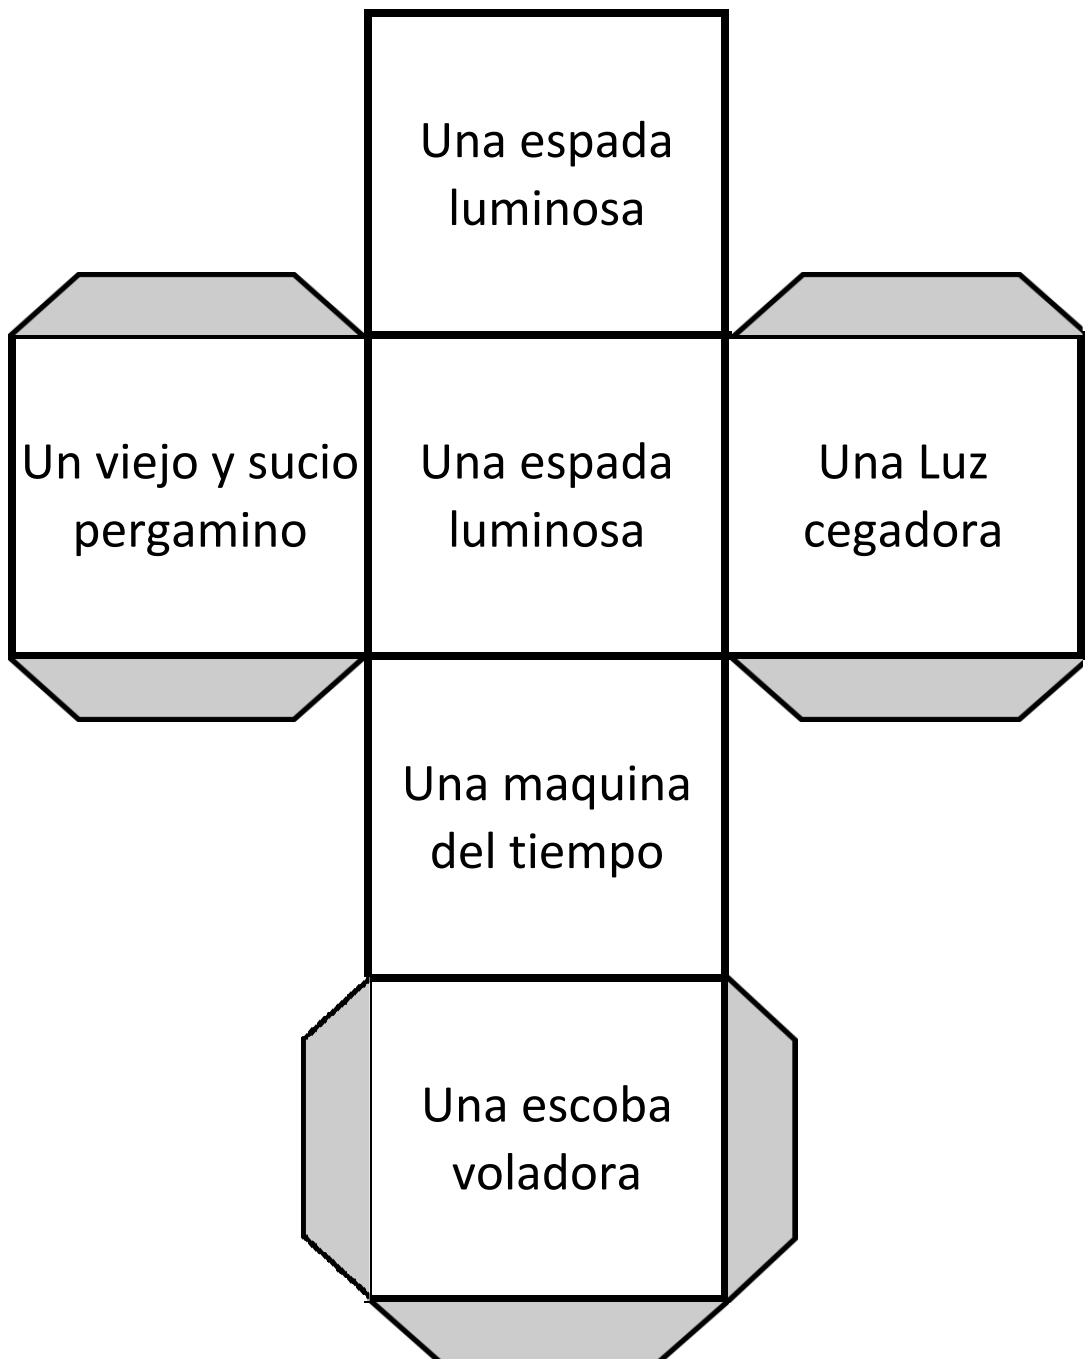 Una espada
luminosa
Un viejo y sucio
pergamino
Una espada
luminosa
Una Luz
cegadora
Una maquina
del tiempo
Una escoba
voladora